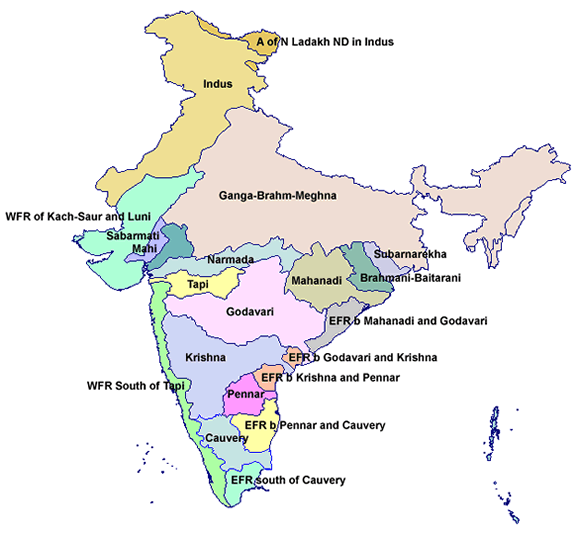 A of N Ladakh ND in Indus
Indus
Ganga-Brahm-Meghna
WFR of Kach-Saur and Luni
Sabarmati
Mahi
Subarnarekha
Narmada
Brahmani-Baitarani
Mahanadi
Tapi
Godavari
EFR b Mahanadi and Godavari
Krishna
EFR b Godavari and Krishna
EFR b Krishna and Pennar
WFR South of Tapi
Pennar
EFR b Pennar and Cauvery
Cauvery
EFR south of Cauvery